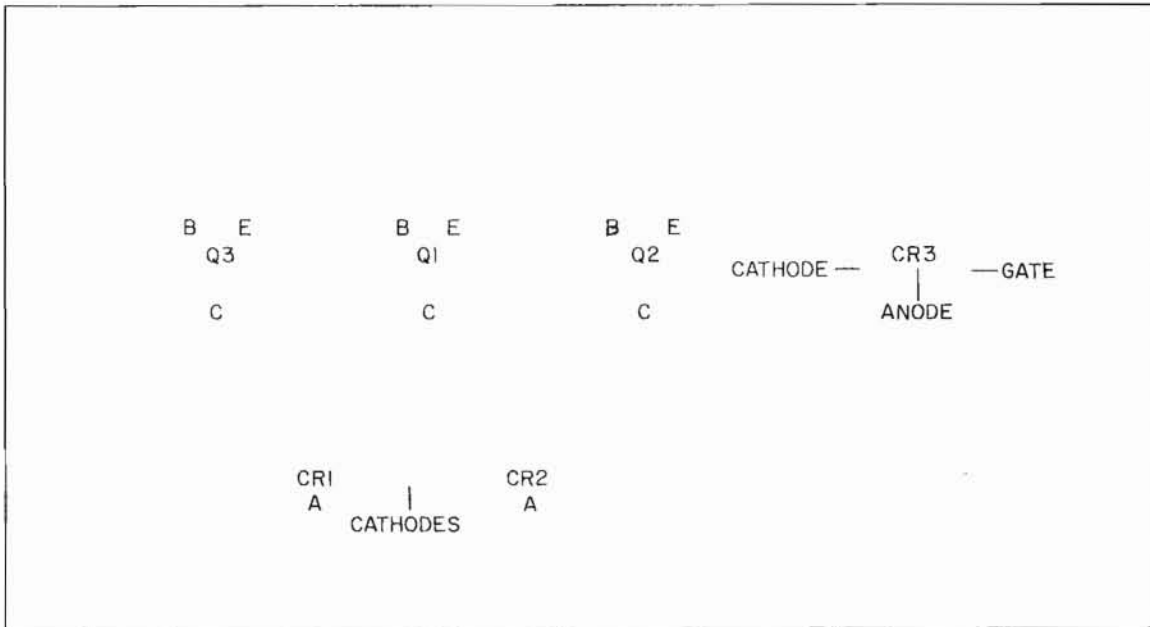 B E B E B E
Q3 Q1 Q2 CR3
CATHODE GATE
C C C ANODE
CR1 CR2
A A
CATHODES